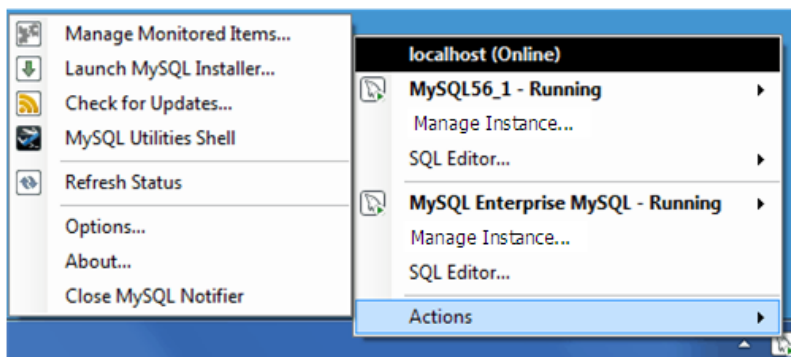 Manage Monitored Items...
Launch MySQL Installer...
Check for Updates...
MySQL Utilities Shell
Refresh Status
Options...
About...
Close MySQL Notifier
localhost (Online)
MySQL56_1 - Running
Manage Instance...
SQL Editor...
MySQL Enterprise MySQL - Running
Manage Instance...
SQL Editor...
Actions